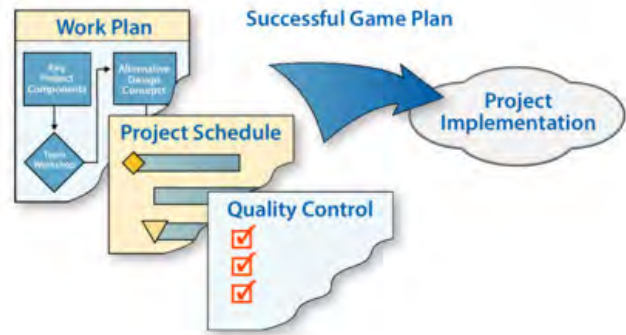 Successful Game Plan
Work Plan
Key
Project
Components
Alternative
Design
Concept
Team
Workshop
Project Schedule
Quality Control
Project
Implementation